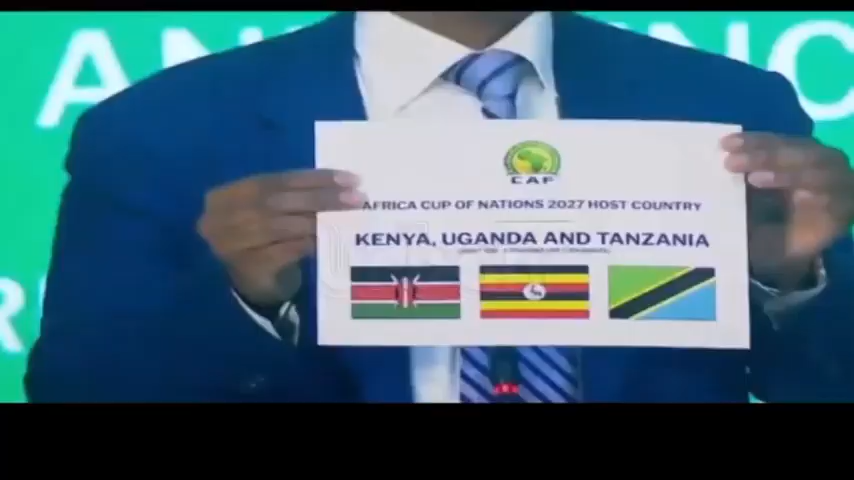 CAF
AFRICA CUP OF NATIONS 2027 HOST COUNTRY
KENYA, UGANDA AND TANZANIA